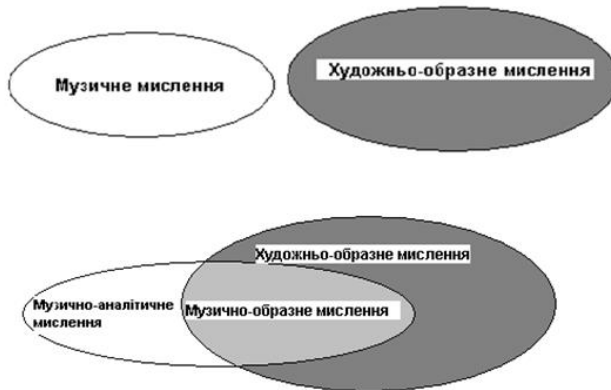 Музичне мислення
Художньо-образне мислення
Художньо-образне мислення
Музично-аналітичне
мислення
Музично-образне мислення